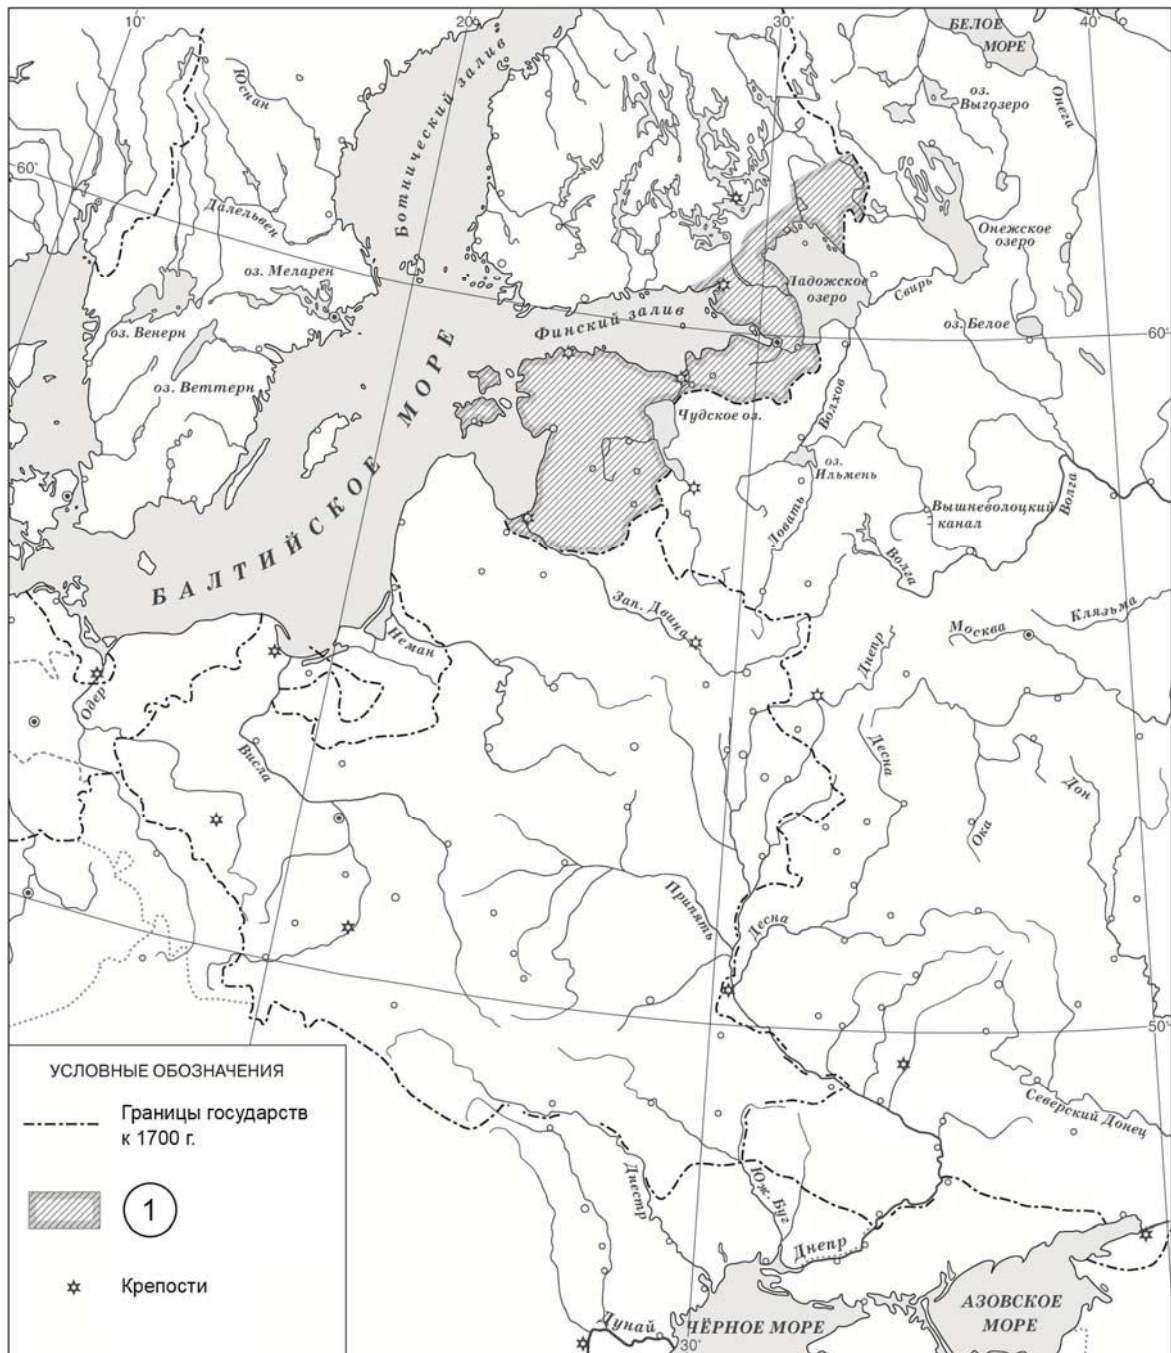 10°
20°
30°
40°
БЕЛОЕ
МОРЕ
оз.
Выгозеро
Онега
Юснан
Ботнический залив
60°
Далельвен
оз. Меларен
оз. Венерн
оз. Веттерн
Онежское
озеро
Ладожское
озеро
Свирь
Финский залив
оз. Белое
60°
БАЛТИЙСКОЕ МОРЕ
Чудское оз.
Волхов
оз.
Ильмень
Ловать
Вышневолоцкий
канал
Волга
Волга
Зап. Двина
Клязьма
Москва
Днепр
Неман
Одер
Висла
Десна
Дон
Ока
Припять
Десна
50°
Северский Донец
Днестр
Юж. Буг
Днепр
Дунай
ЧЁРНОЕ МОРЕ
30°
АЗОВСКОЕ
МОРЕ
УСЛОВНЫЕ ОБОЗНАЧЕНИЯ
Границы государств
к 1700 г.
1
Крепости